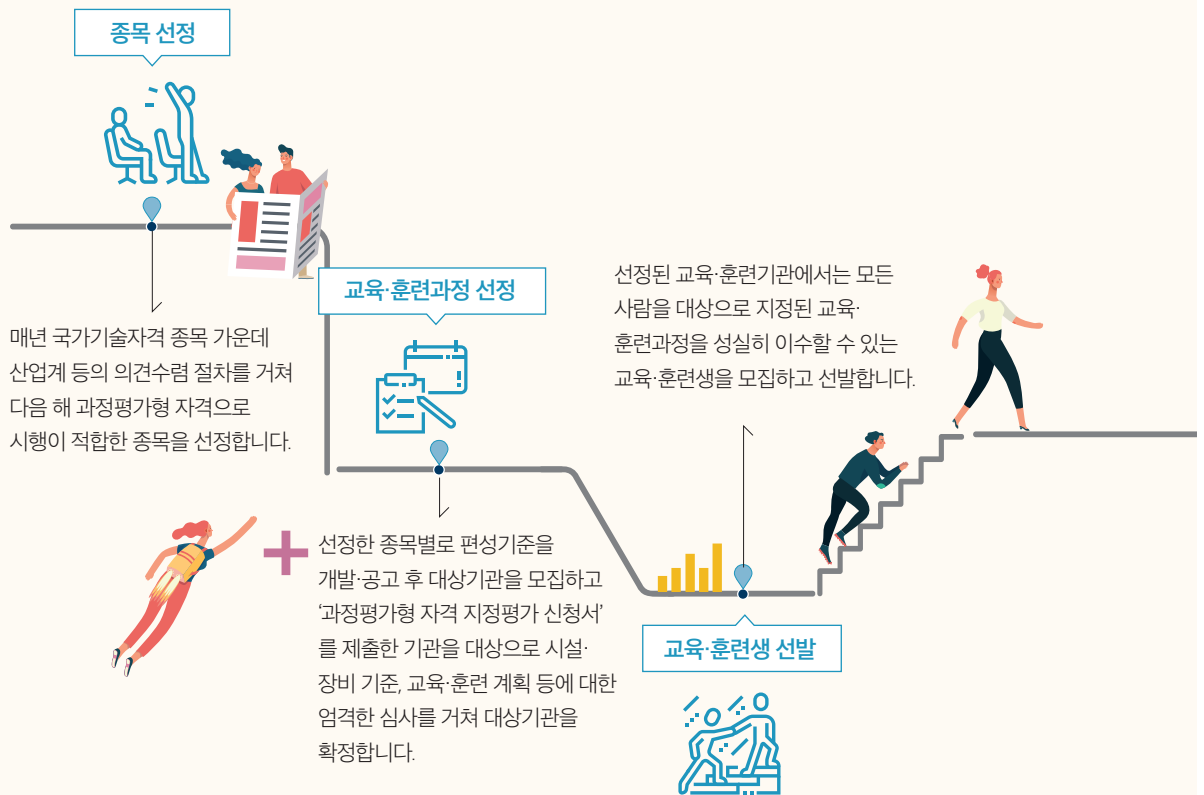 종목 선정
매년 국가기술자격 종목 가운데
산업계 등의 의견수렴 절차를 거쳐
다음 해 과정평가형 자격으로
시행이 적합한 종목을 선정합니다.
교육·훈련과정 선정
선정한 종목별로 편성기준을
개발·공고 후 대상기관을 모집하고
‘과정평가형 자격 지정평가 신청서’
를 제출한 기관을 대상으로 시설·
장비 기준, 교육·훈련 계획 등에 대한
엄격한 심사를 거쳐 대상기관을
확정합니다.
선정된 교육·훈련기관에서는 모든
사람을 대상으로 지정된 교육·
훈련과정을 성실히 이수할 수 있는
교육·훈련생을 모집하고 선발합니다.
교육·훈련생 선발